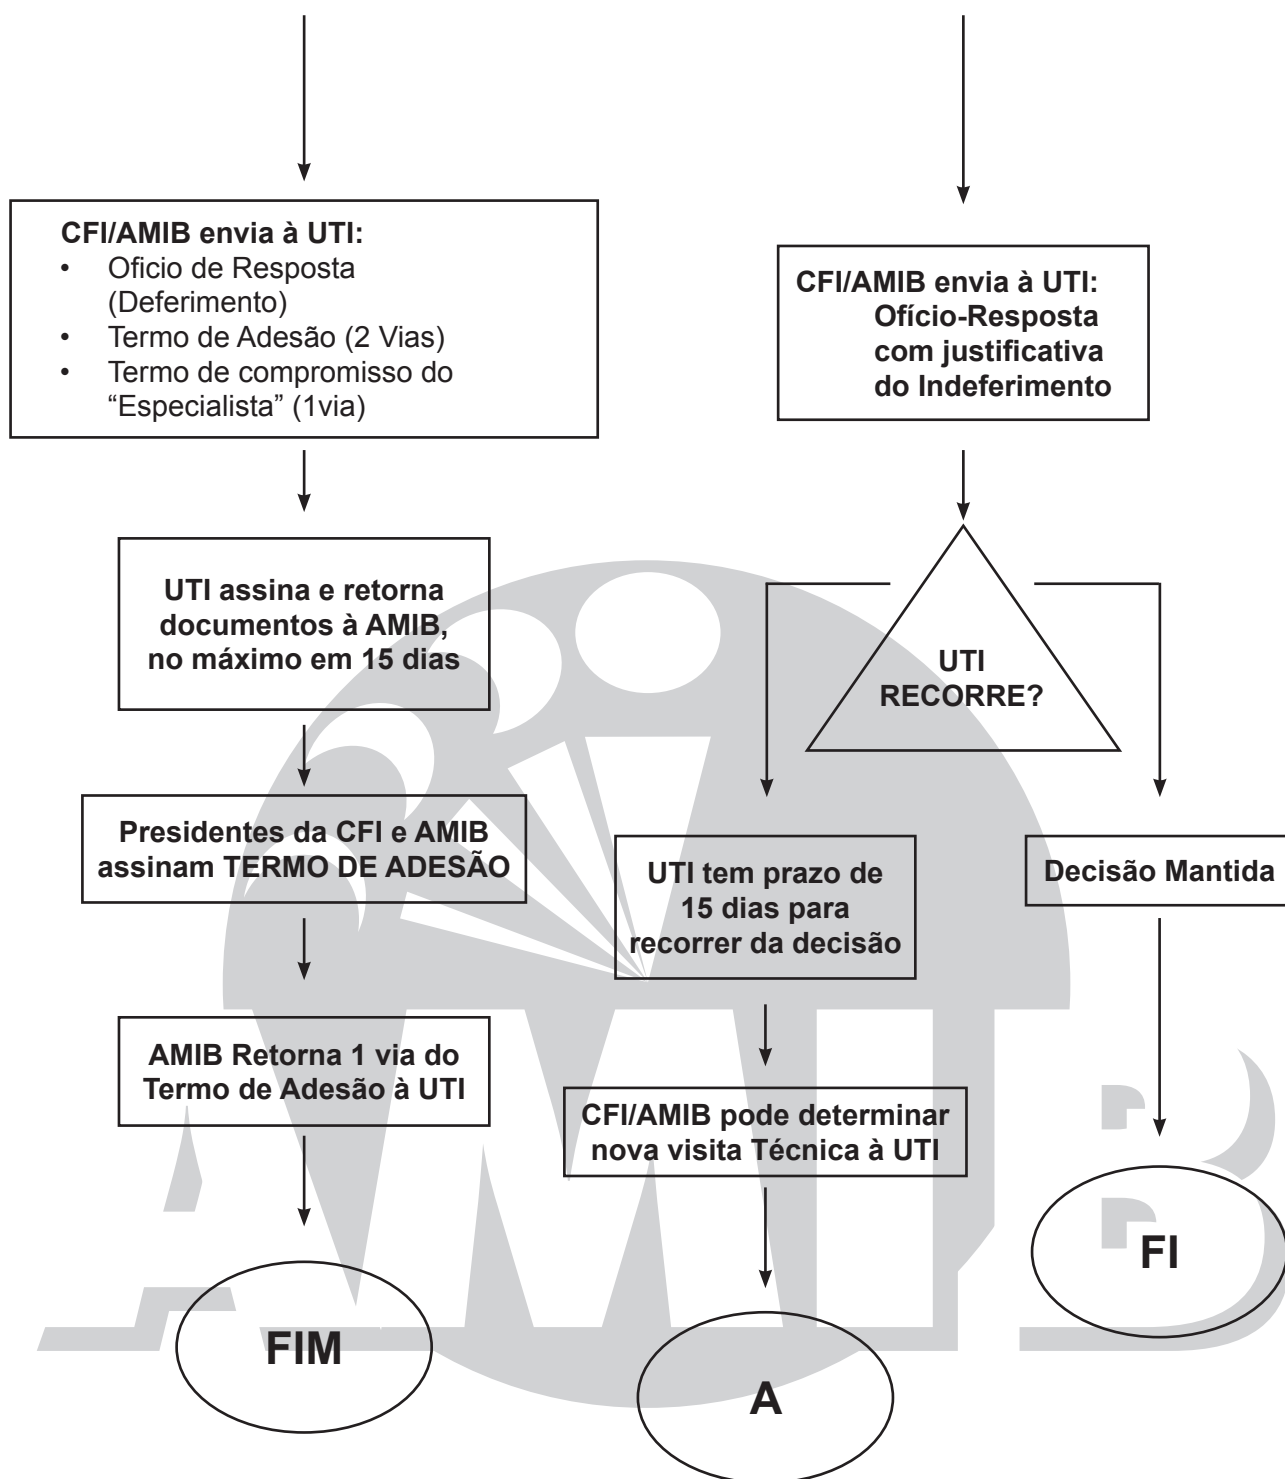 CFI/AMIB envia à UTI:
• Oficio de Resposta
(Deferimento)
• Termo de Adesão (2 Vias)
• Termo de compromisso do
“Especialista” (1via)
UTI assina e retorna
documentos à AMIB,
no máximo em 15 dias
Presidentes da CFI e AMIB
assinam TERMO DE ADESÃO
AMIB Retorna 1 via do
Termo de Adesão à UTI
FIM
CFI/AMIB envia à UTI:
Ofício-Resposta
com justificativa
do Indeferimento
UTI
RECORRE?
UTI tem prazo de
15 dias para
recorrer da decisão
CFI/AMIB pode determinar
nova visita Técnica à UTI
A
Decisão Mantida
FI
AMIB